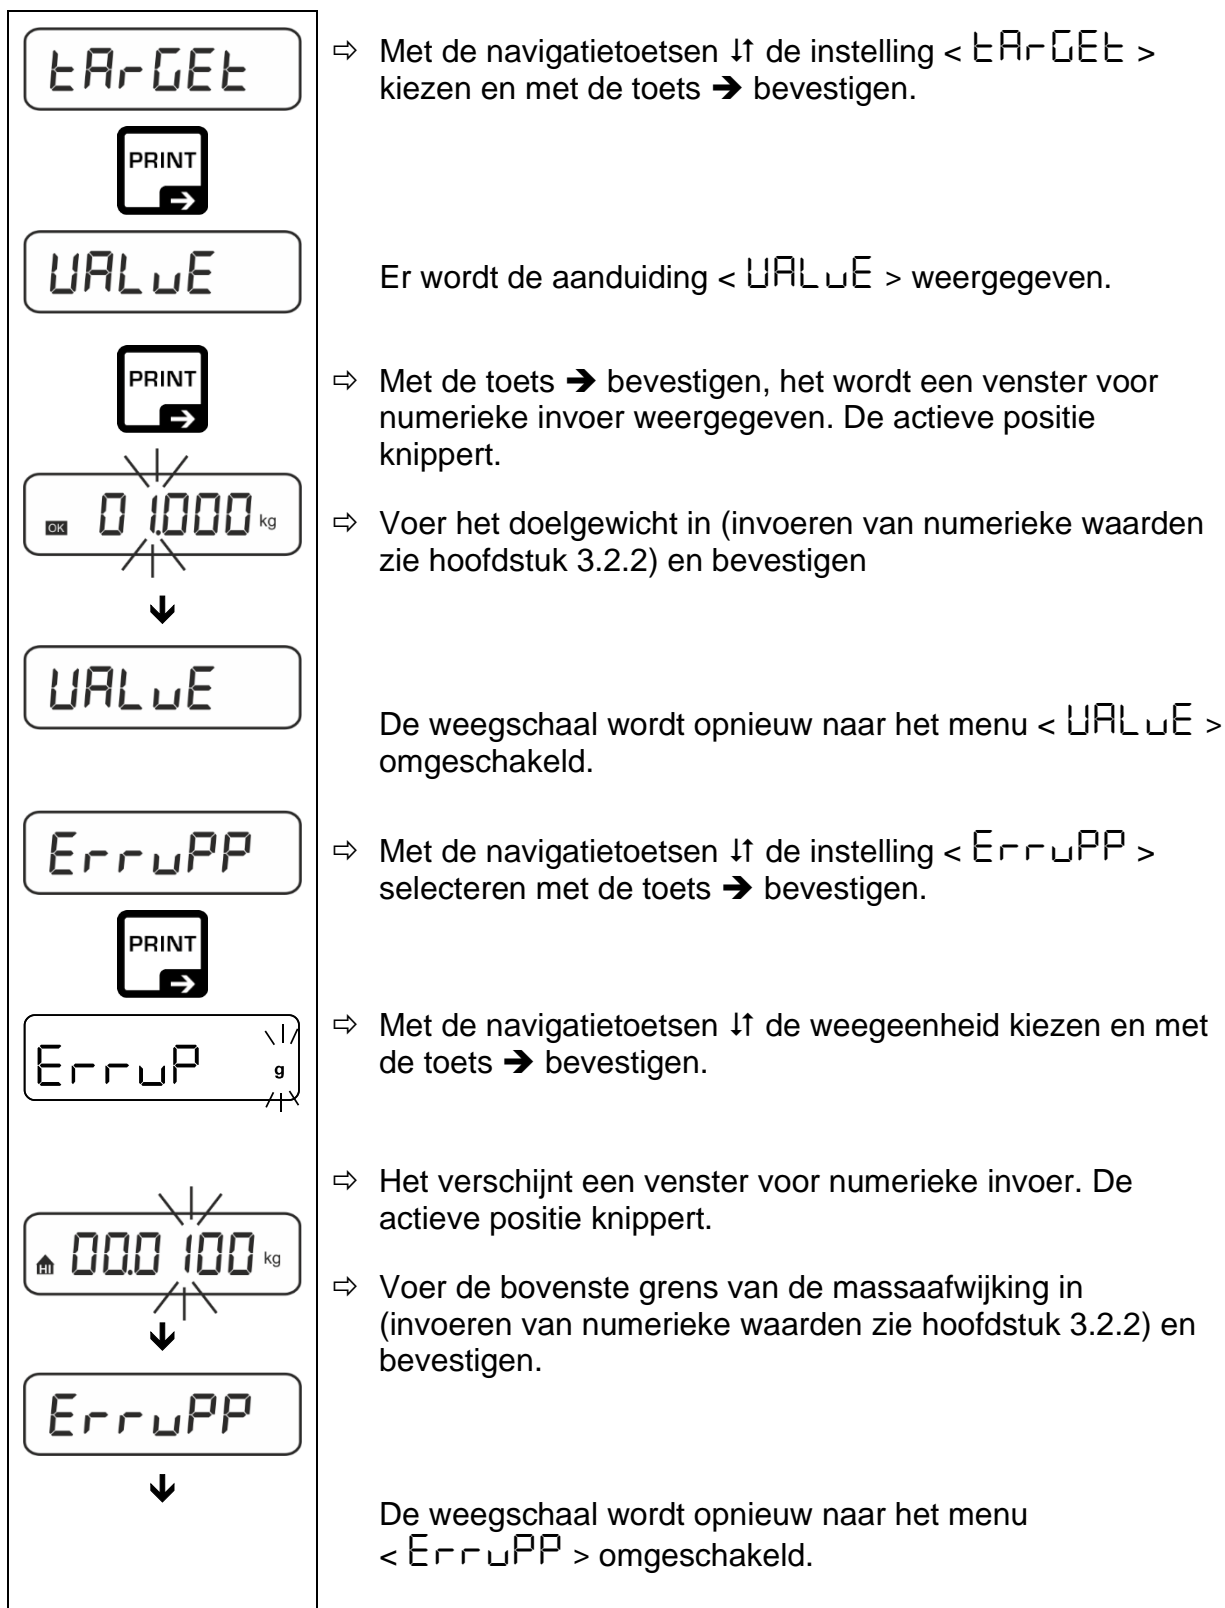 tArGEt
⇨ Met de navigatietoetsen ↓↑ de instelling < tArGEt >
kiezen en met de toets ➔ bevestigen.
PRINT
➔
UALuE
Er wordt de aanduiding < UALuE > weergegeven.
PRINT
➔
⇨ Met de toets ➔ bevestigen, het wordt een venster voor
numerieke invoer weergegeven. De actieve positie
knippert.
OK 01.000 kg
⇨ Voer het doelgewicht in (invoeren van numerieke waarden
zie hoofdstuk 3.2.2) en bevestigen
UALuE
De weegschaal wordt opnieuw naar het menu < UALuE >
omgeschakeld.
ErruPP
⇨ Met de navigatietoetsen ↓↑ de instelling < ErruPP >
selecteren met de toets ➔ bevestigen.
PRINT
➔
ErruP g
⇨ Met de navigatietoetsen ↓↑ de weegeenheid kiezen en met
de toets ➔ bevestigen.
⇨ Het verschijnt een venster voor numerieke invoer. De
actieve positie knippert.
HI 00.0100 kg
⇨ Voer de bovenste grens van de massaafwijking in
(invoeren van numerieke waarden zie hoofdstuk 3.2.2) en
bevestigen.
ErruPP
De weegschaal wordt opnieuw naar het menu
< ErruPP > omgeschakeld.